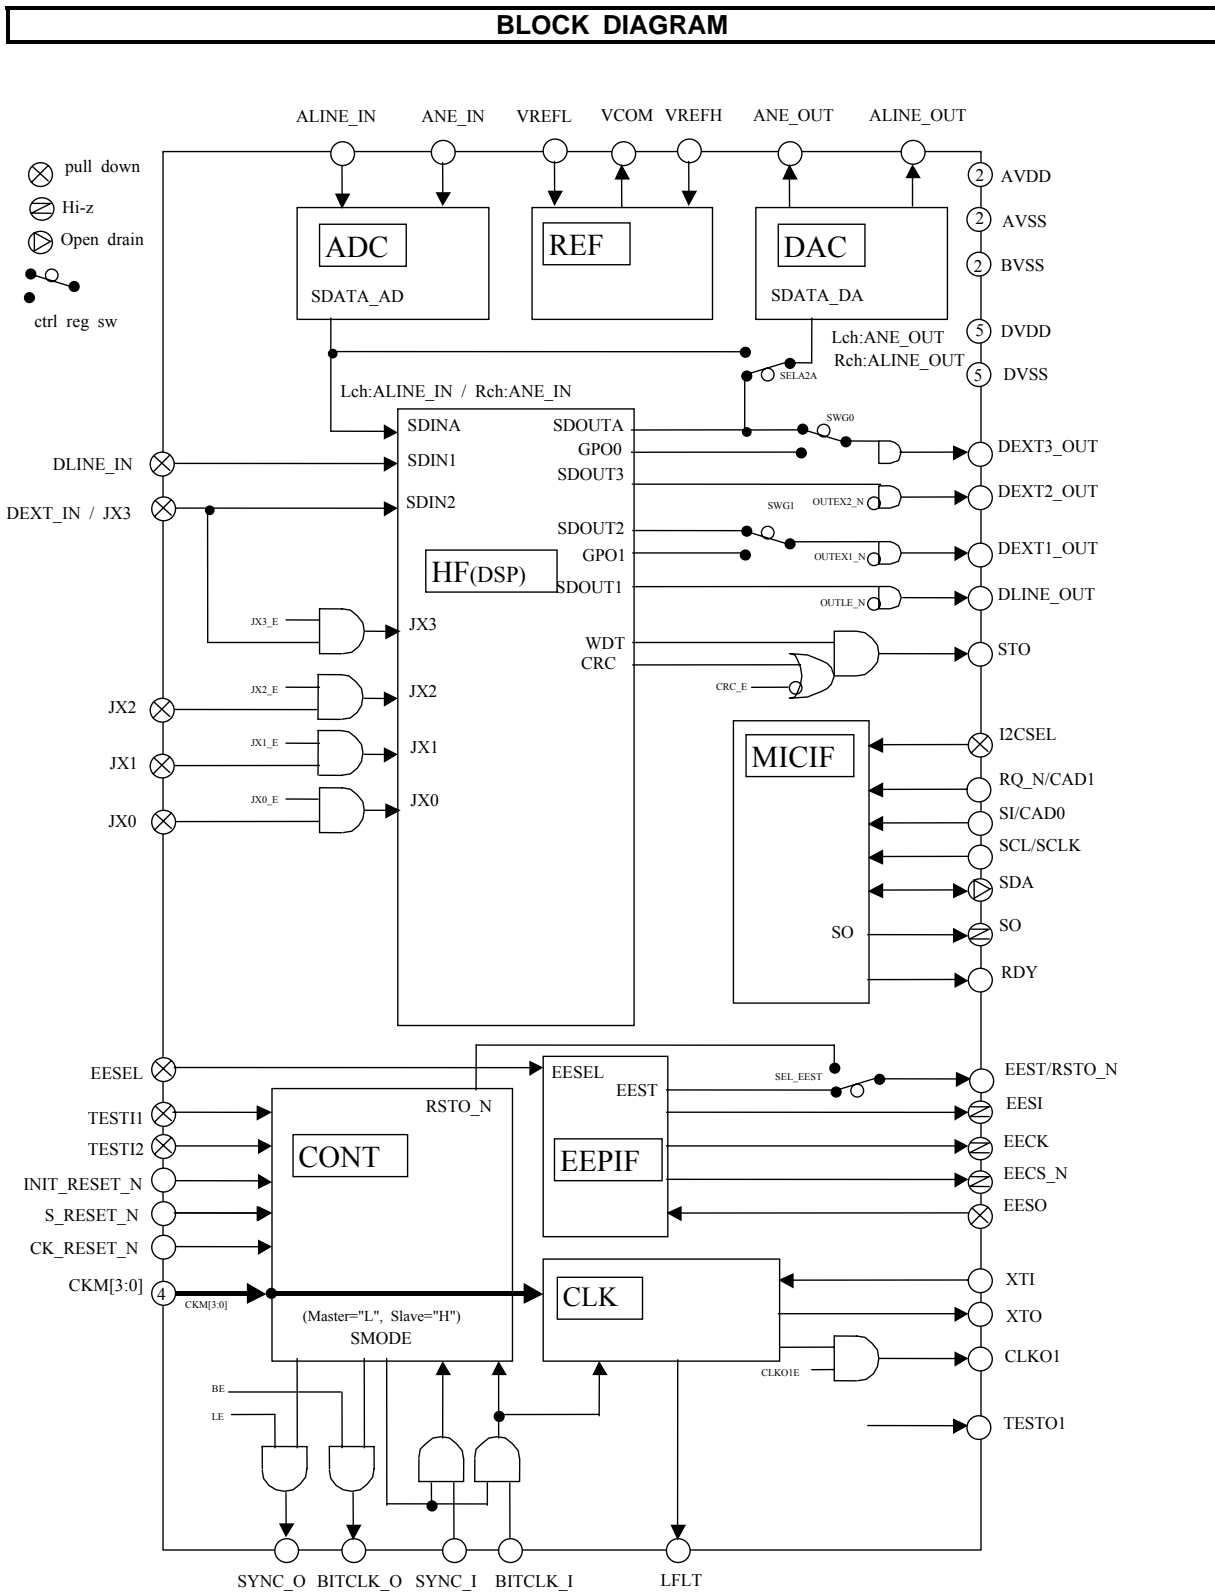 BLOCK DIAGRAM
ALINE_IN ANE_IN VREFL VCOM VREFH ANE_OUT ALINE_OUT
pull down
Hi-z
Open drain
ctrl reg sw
2 AVDD
2 AVSS
2 BVSS
5 DVDD
5 DVSS
ADC
SDATA_AD
REF
DAC
SDATA_DA
Lch:ANE_OUT
Rch:ALINE_OUT
SELA2A
Lch:ALINE_IN / Rch:ANE_IN
DLINE_IN
DEXT_IN / JX3
JX2
JX1
JX0
JX3_E
JX2_E
JX1_E
JX0_E
SDINA
SDIN1
SDIN2
HF(DSP)
JX3
JX2
JX1
JX0
SDOUTA
GPO0
SDOUT3
SDOUT2
GPO1
SDOUT1
WDT
CRC
SWG0
OUTEX2_N
SWG1
OUTEX1_N
OUTLE_N
CRC_E
DEXT3_OUT
DEXT2_OUT
DEXT1_OUT
DLINE_OUT
STO
MICIF
SO
I2CSEL
RQ_N/CAD1
SI/CAD0
SCL/SCLK
SDA
SO
RDY
EESEL
TESTI1
TESTI2
INIT_RESET_N
S_RESET_N
CK_RESET_N
CKM[3:0]
4
CKM[3:0]
RSTO_N
CONT
(Master="L", Slave="H")
SMODE
EESEL
EEST
EEPIF
SEL_EEST
EEST/RSTO_N
EESI
EECK
EECS_N
EESO
CLK
XTI
XTO
CLKO1E
CLKO1
TESTO1
BE
LE
SYNC_O BITCLK_O SYNC_I BITCLK_I LFLT